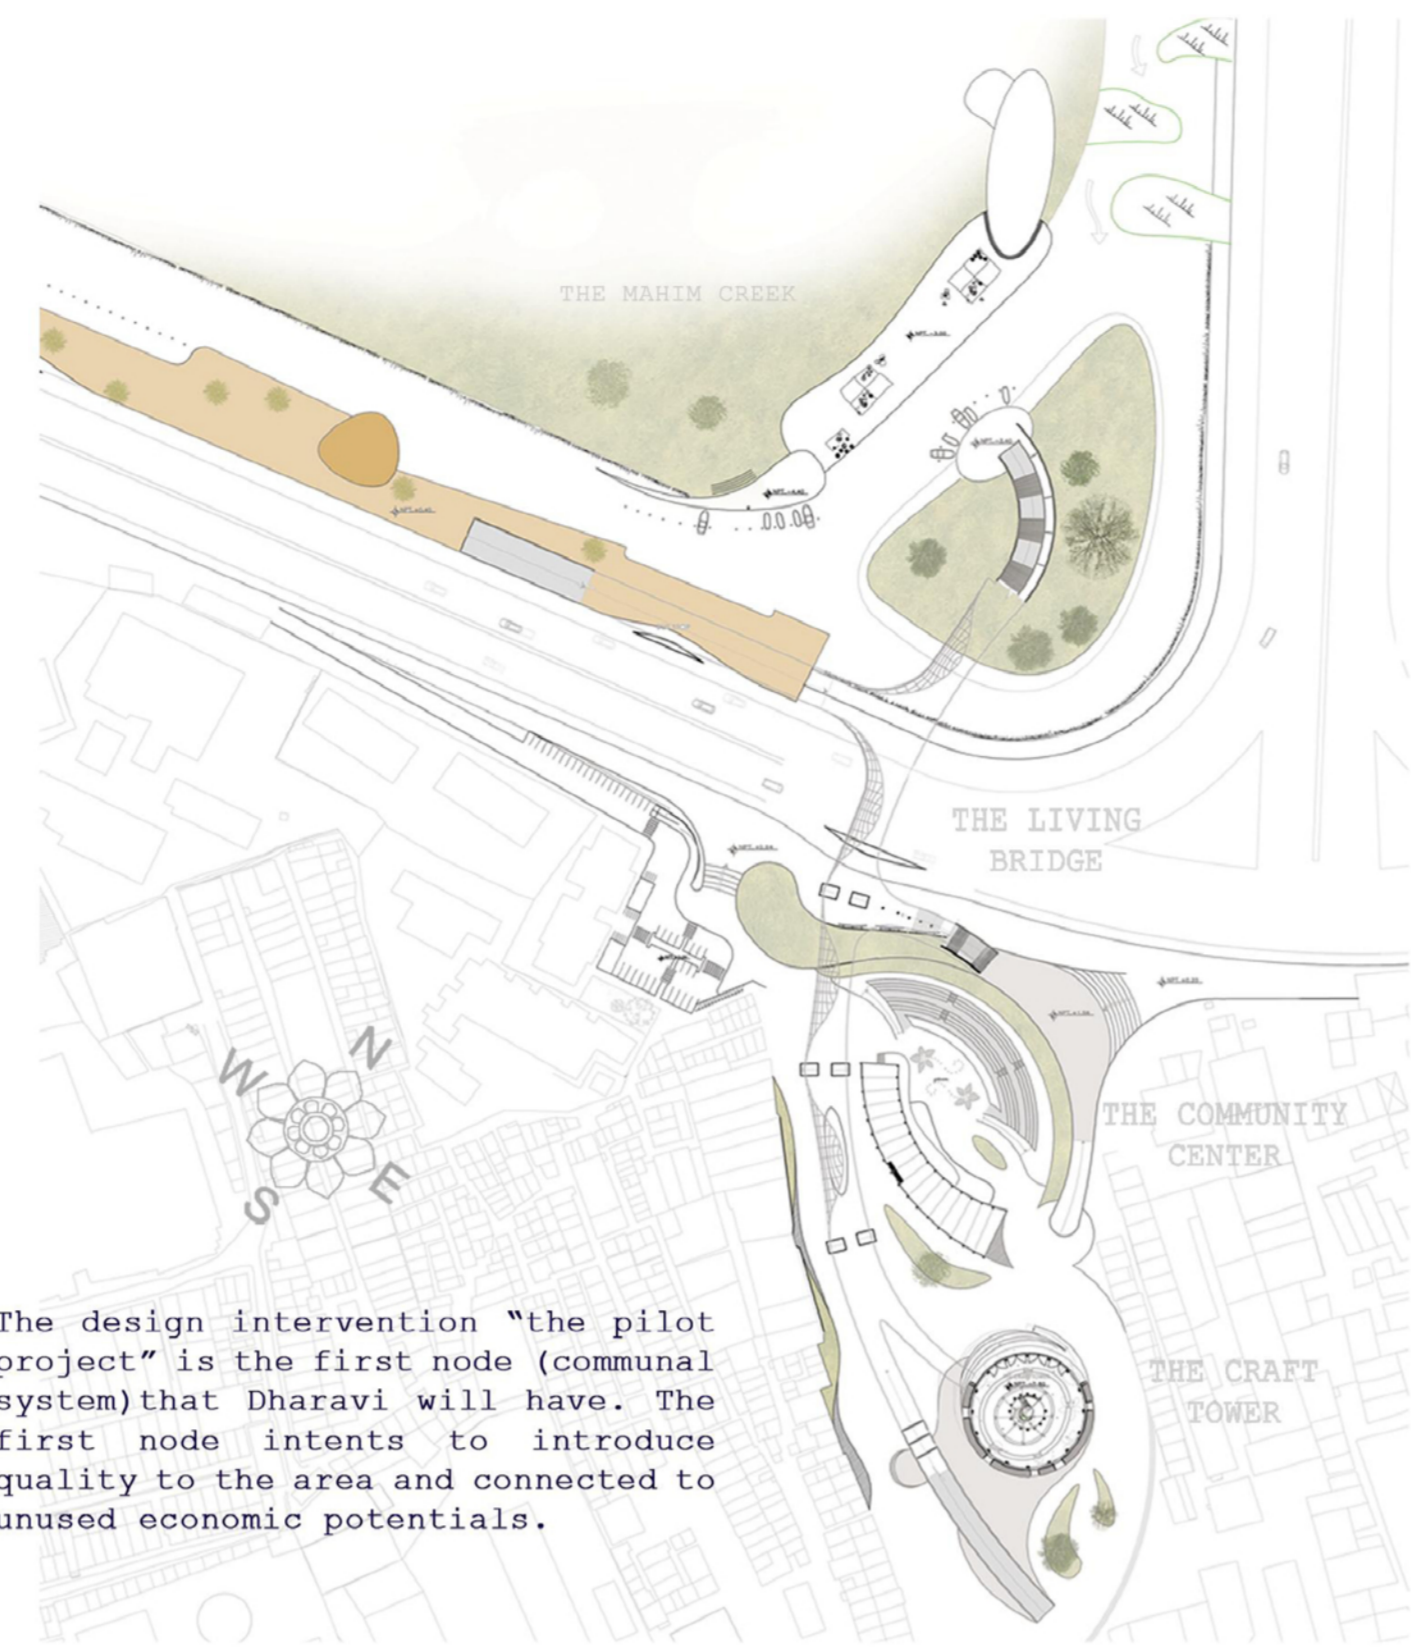 THE MAHIM CREEK
THE LIVING
BRIDGE
N
W
E
S
THE COMMUNITY
CENTER
The design intervention "the pilot
project" is the first node (communal
system)that Dharavi will have. The
first node intents to introduce
quality to the area and connected to
unused economic potentials.
THE CRAFT
TOWER